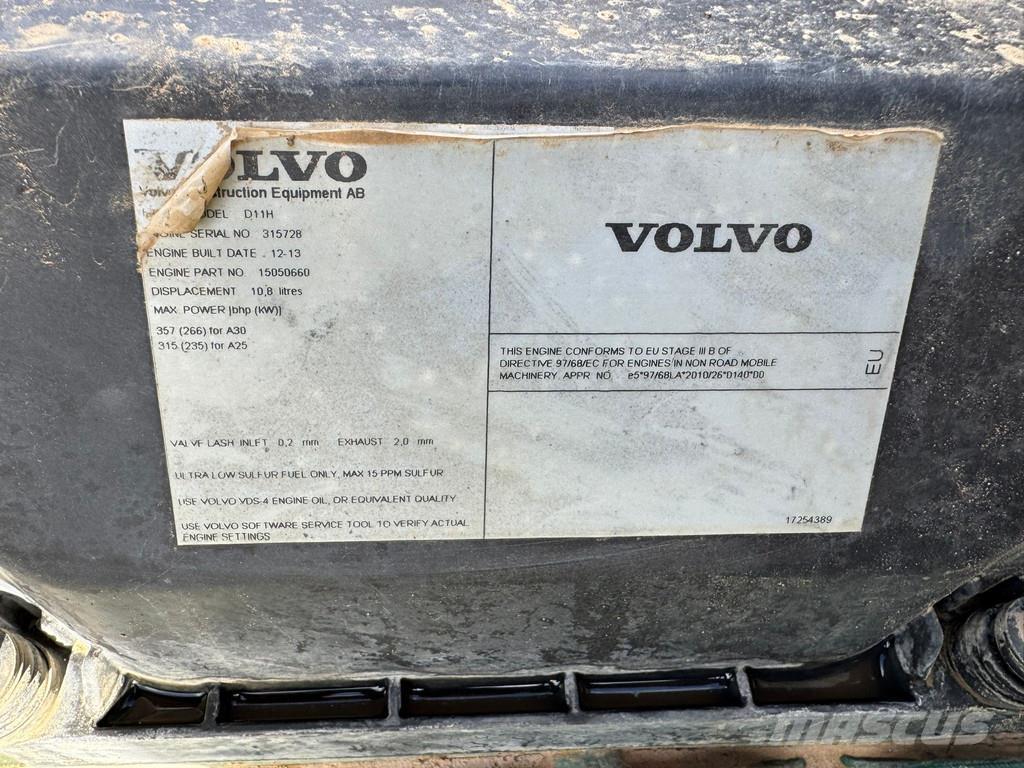 VOLVO
Construction Equipment AB
MODEL D11H
ENGINE SERIAL NO 315728
ENGINE BUILT DATE . 12-13
ENGINE PART NO 15050660
DISPLACEMENT 10,8 litres
MAX. POWER [bhp (kW)]
357 (266) for A30
315 (235) for A25
VALVE LASH INLET 0,2 mm EXHAUST 2,0 mm
ULTRA LOW SULFUR FUEL ONLY, MAX 15 PPM SULFUR
USE VOLVO VDS-4 ENGINE OIL, OR EQUIVALENT QUALITY
USE VOLVO SOFTWARE SERVICE TOOL TO VERIFY ACTUAL
ENGINE SETTINGS
VOLVO
THIS ENGINE CONFORMS TO EU STAGE III B OF
DIRECTIVE 97/68/EC FOR ENGINES IN NON ROAD MOBILE
MACHINERY. APPR NO. e5*97/68LA*2010/26*0140*00
EU
17254389
MASCUS